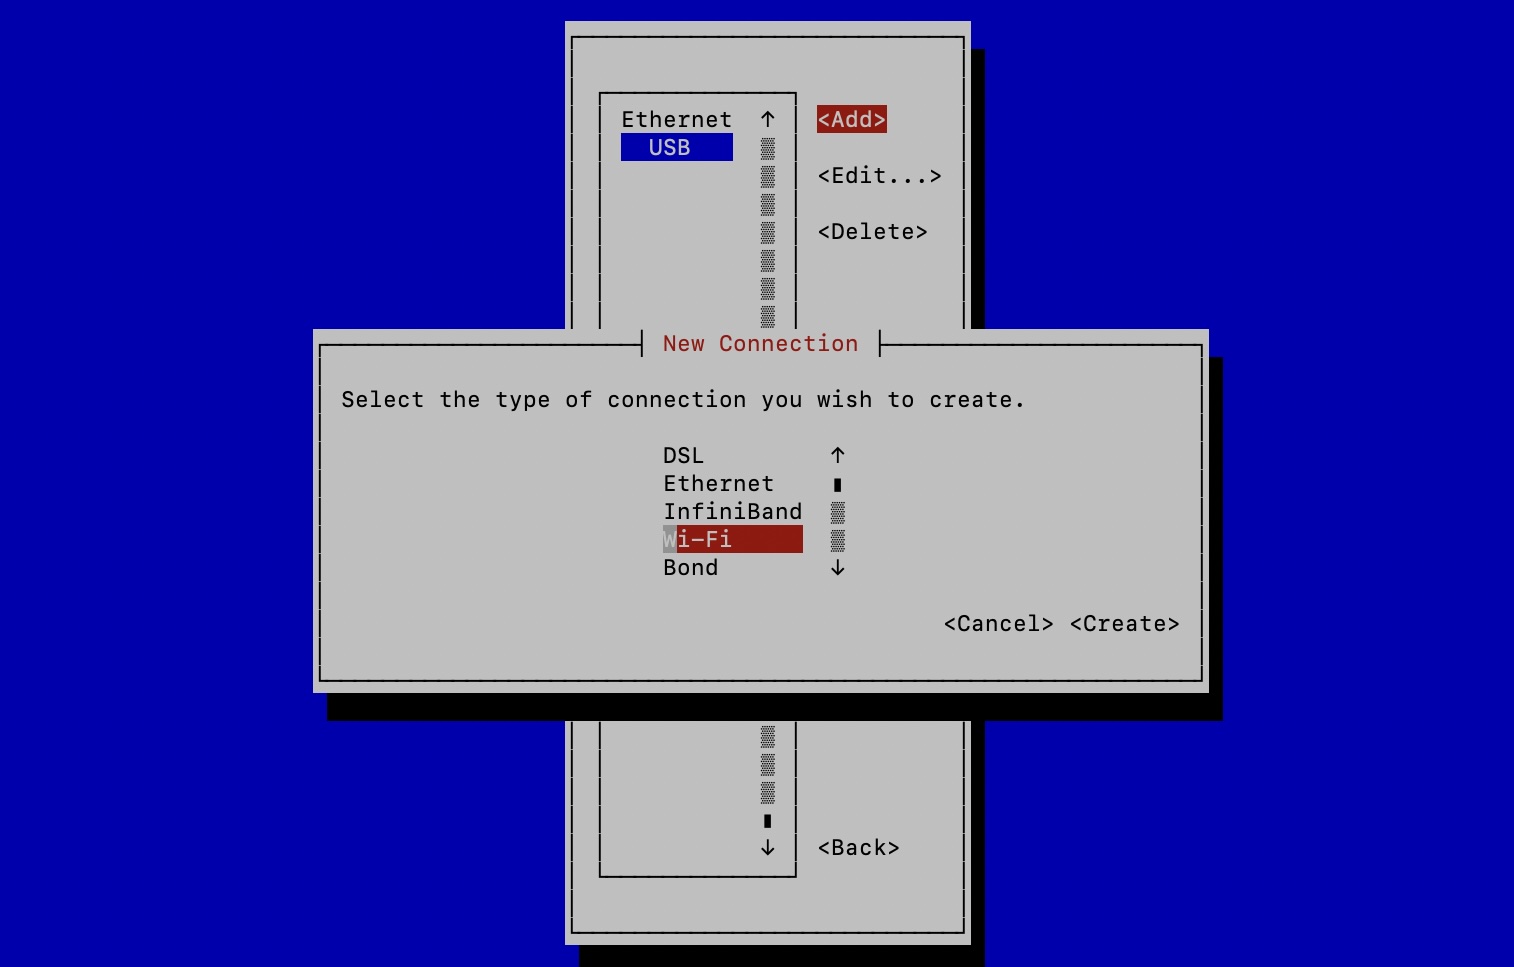 Ethernet ↑ <Add>
USB
<Edit...>
<Delete>
New Connection
Select the type of connection you wish to create.
DSL ↑
Ethernet
InfiniBand
Wi-Fi
Bond ↓
<Cancel> <Create>
↓ <Back>